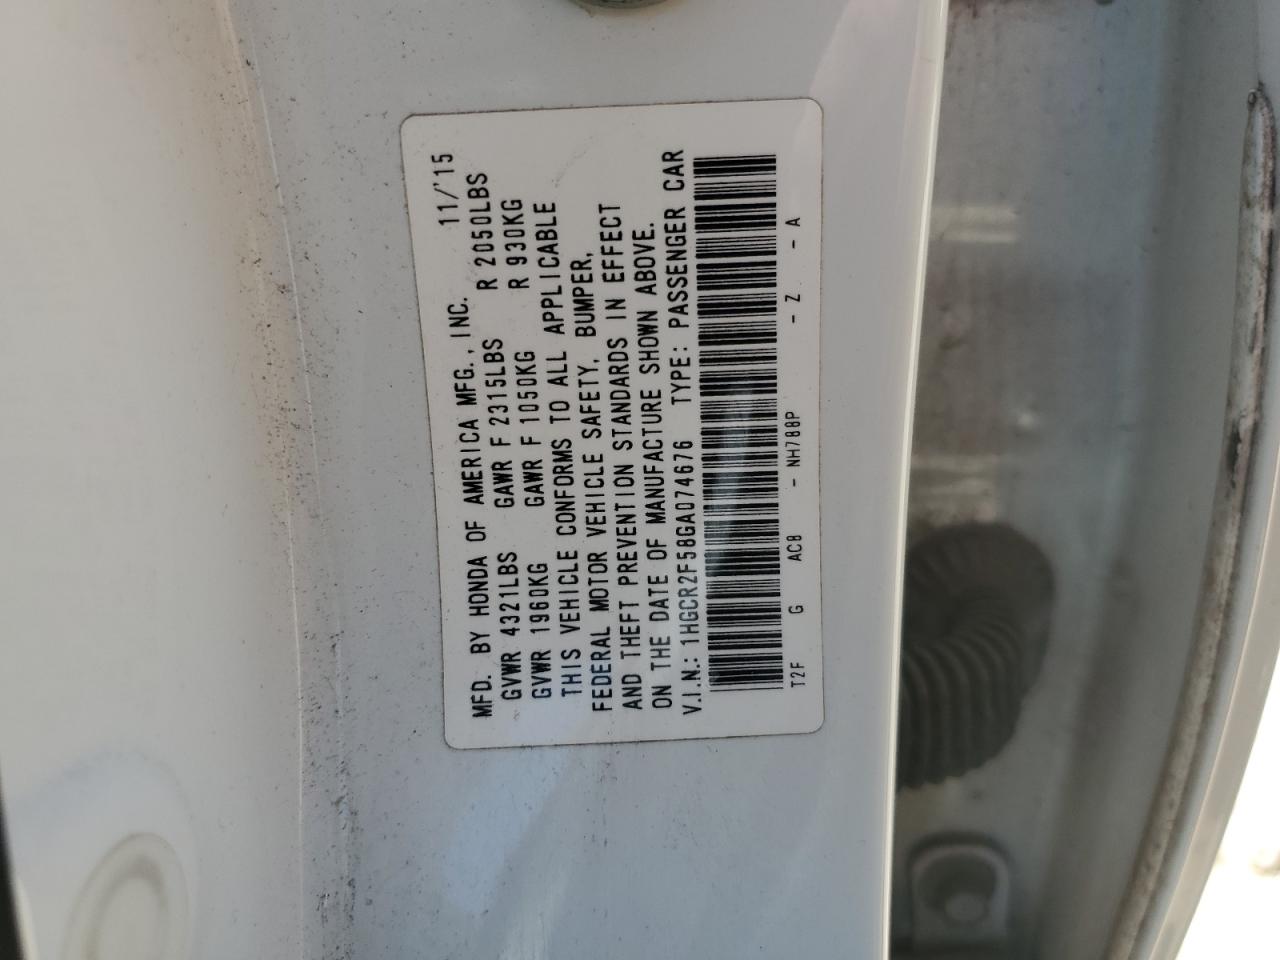 MFD. BY HONDA OF AMERICA MFG., INC. 11/'15
GVWR 4321LBS GAWR F 2315LBS R 2050LBS
GVWR 1960KG GAWR F 1050KG R 930KG
THIS VEHICLE CONFORMS TO ALL APPLICABLE
FEDERAL MOTOR VEHICLE SAFETY, BUMPER,
AND THEFT PREVENTION STANDARDS IN EFFECT
ON THE DATE OF MANUFACTURE SHOWN ABOVE.
V.I.N.: 1HGCR2F58GA074676 TYPE: PASSENGER CAR
T2F G AC8 - NH788P - Z - A